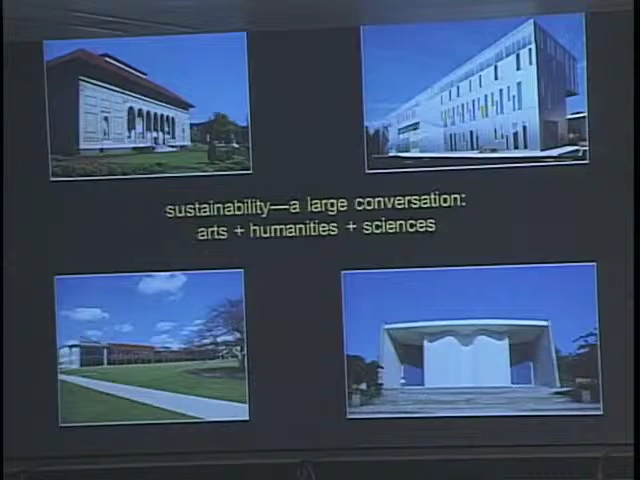 sustainability—a large conversation:
arts + humanities + sciences